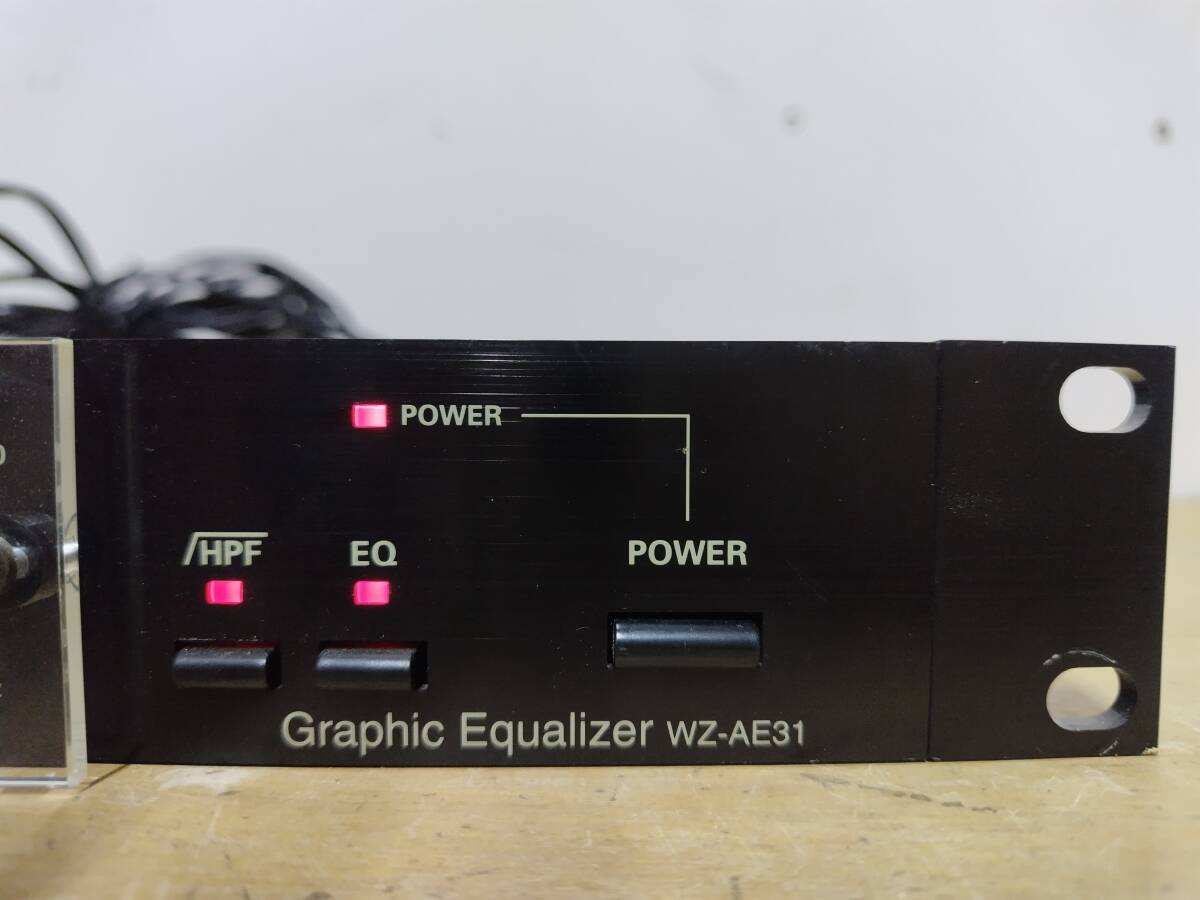 POWER
HPF EQ POWER
Graphic Equalizer WZ-AE31